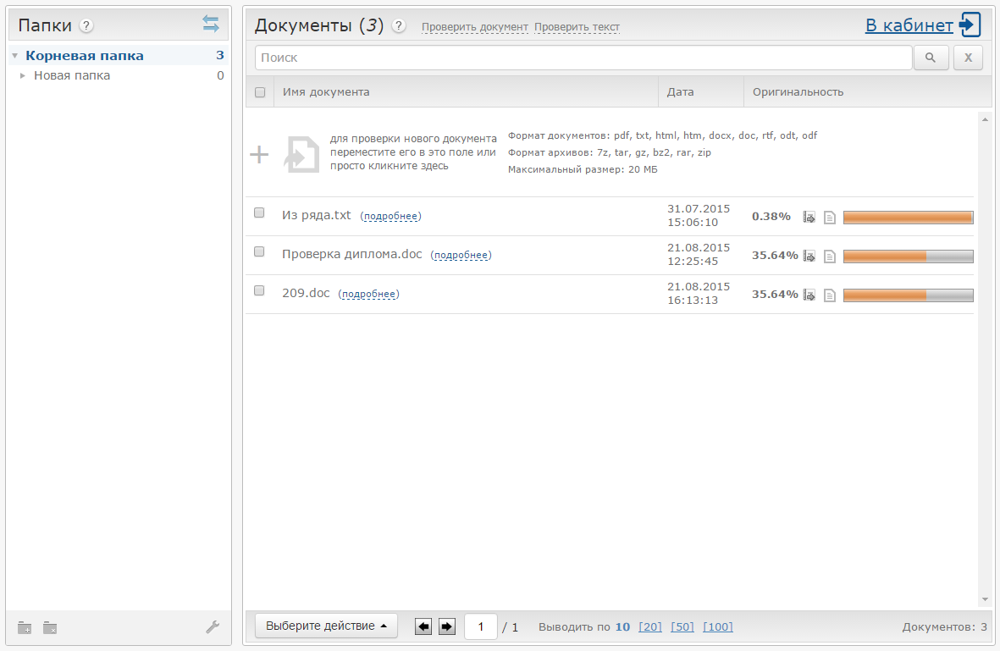 Папки ?
Корневая папка 3
Новая папка 0
Документы (3) ? Проверить документ Проверить текст В кабинет
Поиск X
Имя документа Дата Оригинальность
для проверки нового документа
переместите его в это поле или
просто кликните здесь
Формат документов: pdf, txt, html, htm, docx, doc, rtf, odt, odf
Формат архивов: 7z, tar, gz, bz2, rar, zip
Максимальный размер: 20 МБ
Из ряда.txt (подробнее) 31.07.2015
15:06:10 0.38%
Проверка диплома.doc (подробнее) 21.08.2015
12:25:45 35.64%
209.doc (подробнее) 21.08.2015
16:13:13 35.64%
Выберите действие 1 / 1 Выводить по 10 [20] [50] [100] Документов: 3